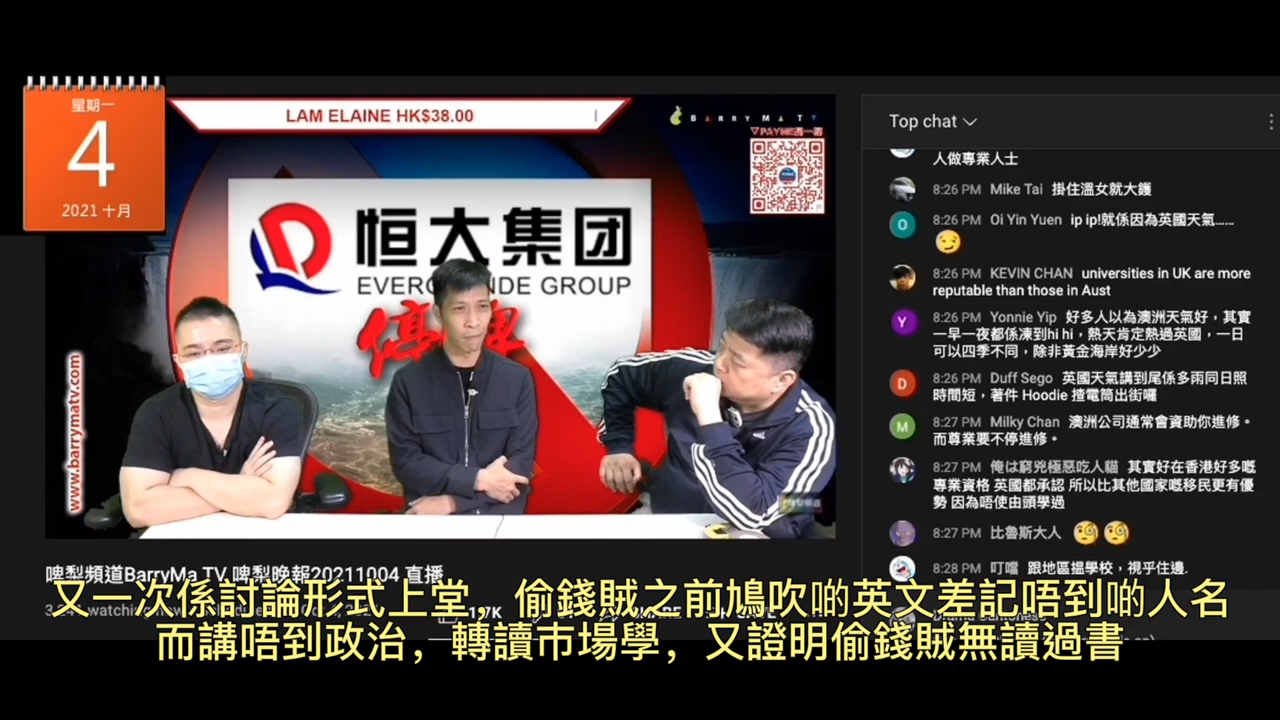 星期一
4
2021 十月
LAM ELAINE HK$38.00
BARRYMATV
恒大集团
www.barrymatv.com
Top chat
人做專業人士
8:26 PM Mike Tai 掛住溫女就大鑊
8:26 PM Oi Yin Yuen ip ip!就係因為英國天氣......
8:26 PM KEVIN CHAN universities in UK are more
reputable than those in Aust
8:26 PM Yonnie Yip 好多人以為澳洲天氣好，其實
一早一夜都係凍到hi hi，熱天肯定熱過英國，一日
可以四季不同，除非黃金海岸好少少
8:26 PM Duff Sego 英國天氣講到尾係多雨同日照
時間短，著件 Hoodie 揸電筒出街囉
8:27 PM Milky Chan 澳洲公司通常會資助你進修。
而專業要不停進修。
8:27 PM 俺は窮兇極惡吃人貓 其實好在香港好多嘅
專業資格 英國都承認 所以比其他國家嘅移民更有優
勢 因為唔使由頭學過
8:27 PM 比魯斯大人
8:28 PM 叮噹 跟地區搵學校，視乎住邊.
啤梨頻道BarryMa TV 啤梨晚報20211004 直播
又一次係討論形式上堂，偷錢賊之前鳩吹啲英文差記唔到啲人名
而講唔到政治，轉讀市場學，又證明偷錢賊無讀過書